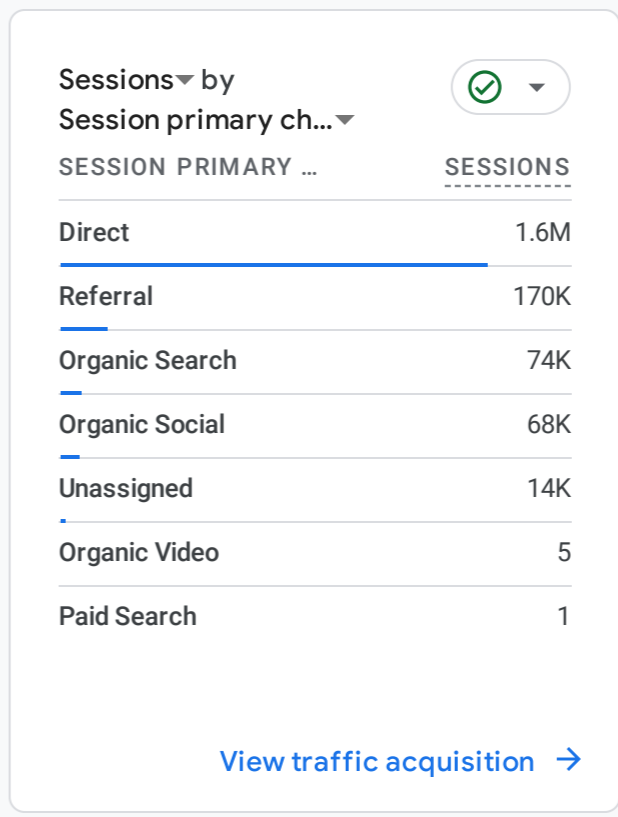 Sessions by
Session primary ch...
SESSION PRIMARY ... SESSIONS
Direct 1.6M
Referral 170K
Organic Search 74K
Organic Social 68K
Unassigned 14K
Organic Video 5
Paid Search 1
View traffic acquisition